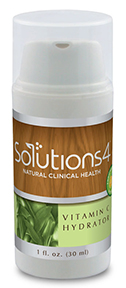 Solutions4
NATURAL CLINICAL HEALTH
VITAMIN C
HYDRATOR
1 fl. oz. (30 ml)